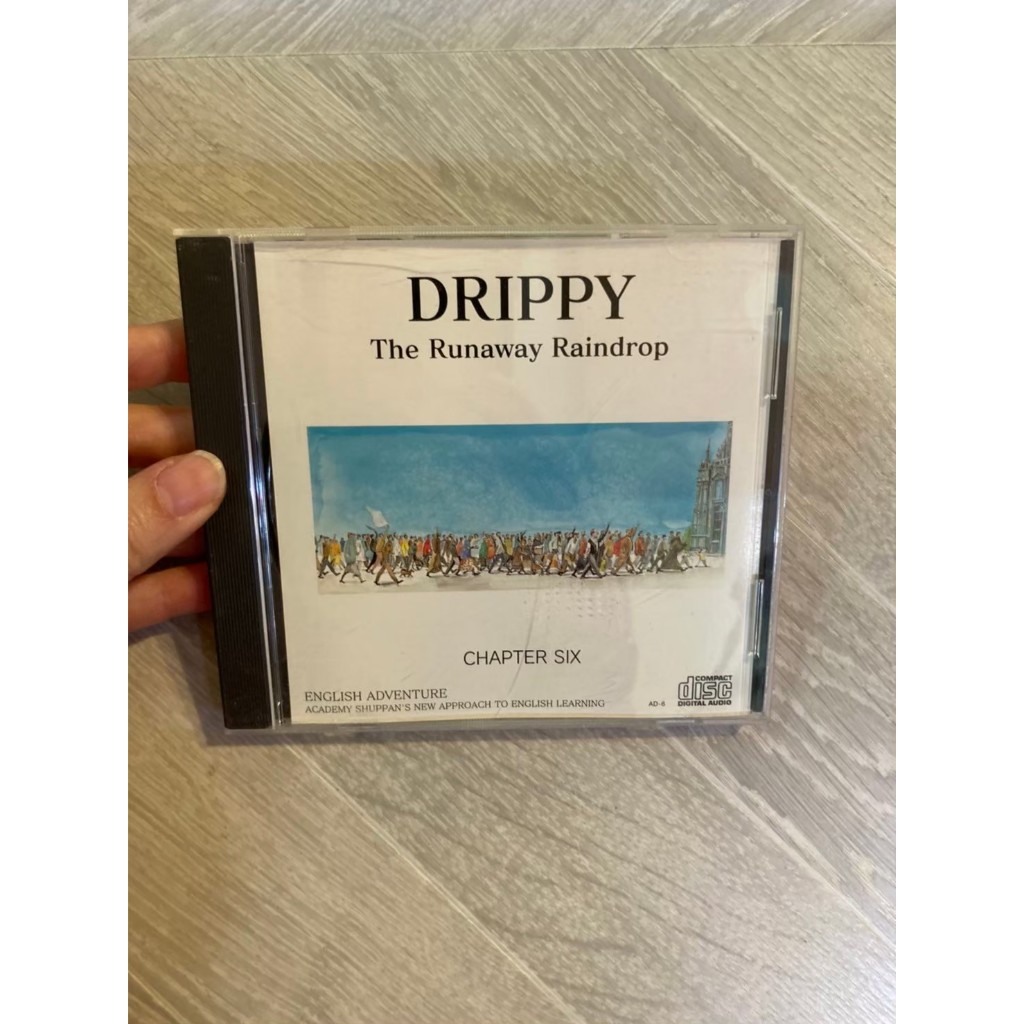 DRIPPY
The Runaway Raindrop
CHAPTER SIX
ENGLISH ADVENTURE
ACADEMY SHUPPAN'S NEW APPROACH TO ENGLISH LEARNING
AD-6
COMPACT
disc
DIGITAL AUDIO